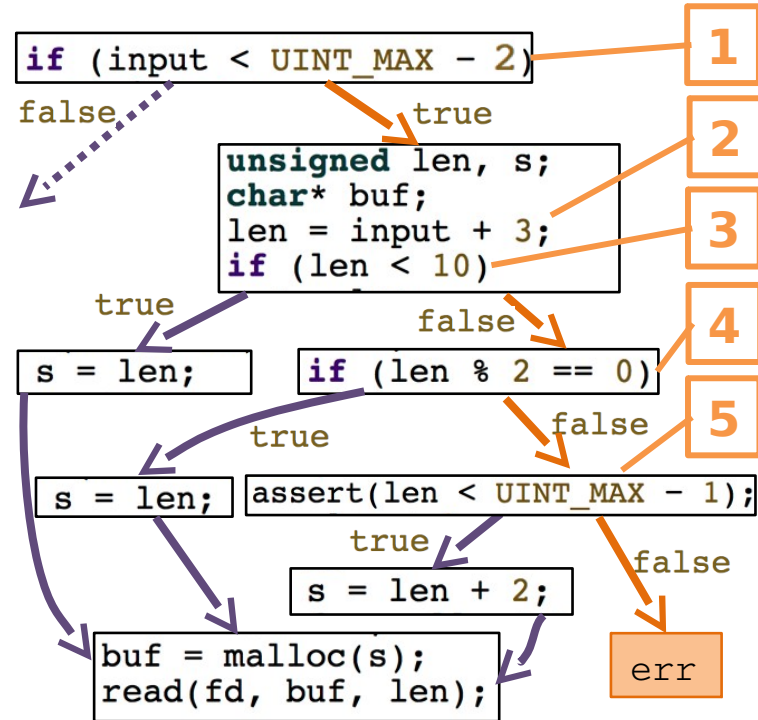 if (input < UINT_MAX - 2)
1
false
true
unsigned len, s;
char* buf;
len = input + 3;
if (len < 10)
2
3
true
false
4
s = len;
if (len % 2 == 0)
true
false
5
s = len;
assert(len < UINT_MAX - 1);
true
false
s = len + 2;
buf = malloc(s);
read(fd, buf, len);
err